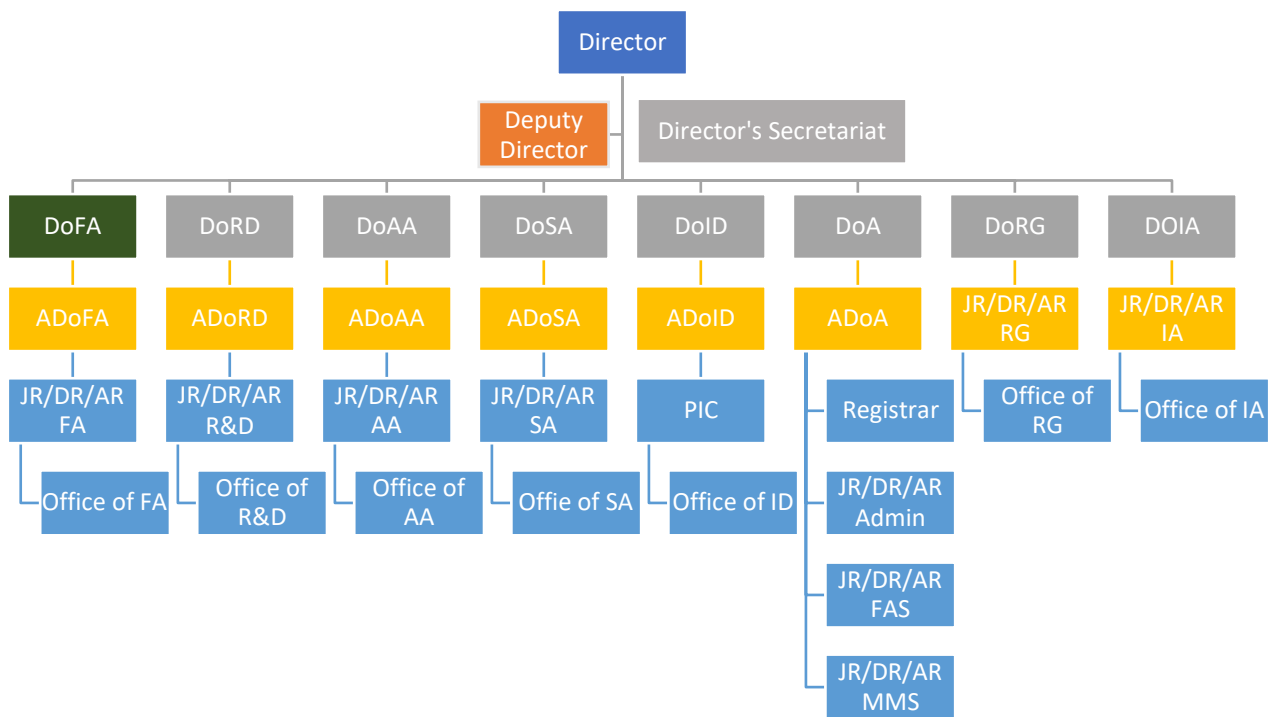 Director
Deputy
Director
Director's Secretariat
DoFA
DoRD
DoAA
DoSA
DoID
DoA
DoRG
DOIA
ADoFA
ADoRD
ADoAA
ADoSA
ADoID
ADoA
JR/DR/AR
RG
JR/DR/AR
IA
JR/DR/AR
FA
JR/DR/AR
R&D
JR/DR/AR
AA
JR/DR/AR
SA
PIC
Registrar
Office of
RG
Office of IA
Office of FA
Office of
R&D
Office of
AA
Offie of SA
Office of ID
JR/DR/AR
Admin
JR/DR/AR
FAS
JR/DR/AR
MMS